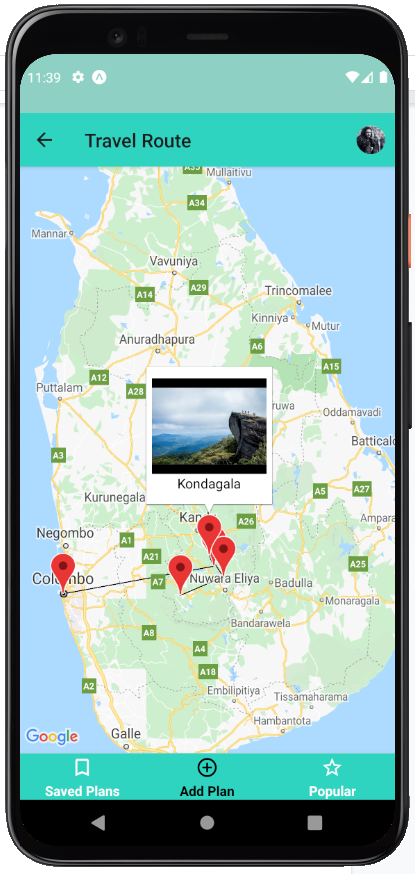 11:39
Travel Route
A35
Mullaitivu
A34
Mannar
Vavuniya
A29
A14
Trincomalee
Kinniya
Mutur
Anuradhapura
A6
A15
A12
A28
Puttalam
ruwa
Oddamavadi
A3
Batticalo
Kondagala
Kurunegala
A5
A27
Kan
A26
Ampara
Negombo
A1
A21
A25
Colombo
A7
Nuwara Eliya
Badulla
Monaragala
Bandarawela
A8
A18
A2
Embilipitiya
Tissamaharama
Hambantota
Galle
Google
Saved Plans
Add Plan
Popular